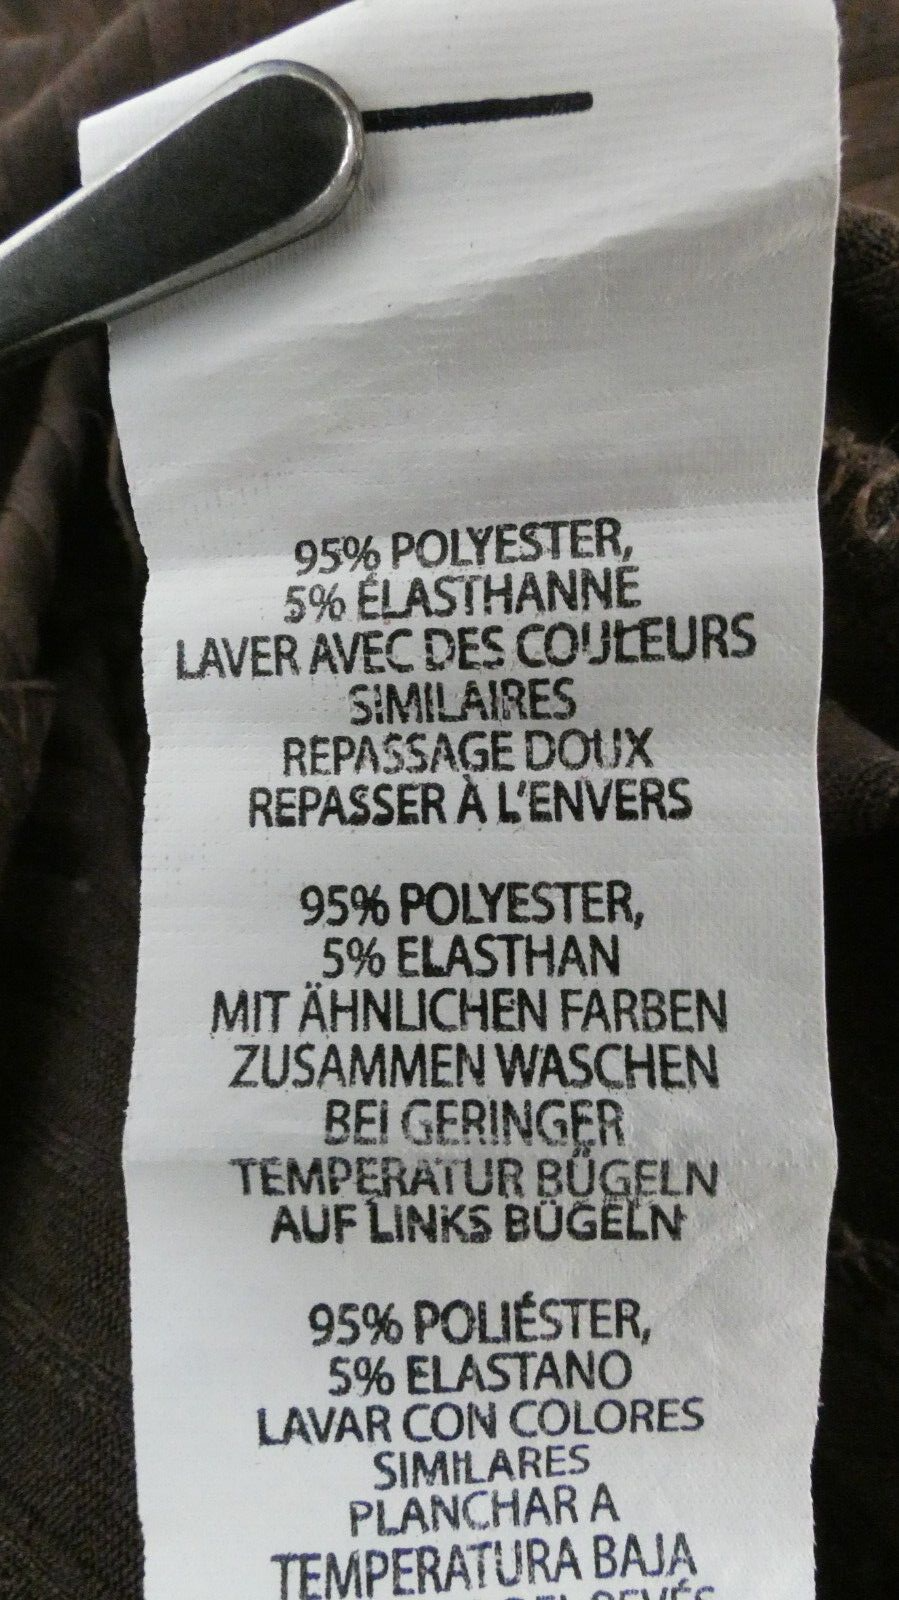 95% POLYESTER,
5% ÉLASTHANNE
LAVER AVEC DES COULEURS
SIMILAIRES
REPASSAGE DOUX
REPASSER À L'ENVERS
95% POLYESTER,
5% ELASTHAN
MIT ÄHNLICHEN FARBEN
ZUSAMMEN WASCHEN
BEI GERINGER
TEMPERATUR BÜGELN
AUF LINKS BÜGELN
95% POLIÉSTER,
5% ELASTANO
LAVAR CON COLORES
SIMILARES
PLANCHAR A
TEMPERATURA BAJA
DEL REVÉS